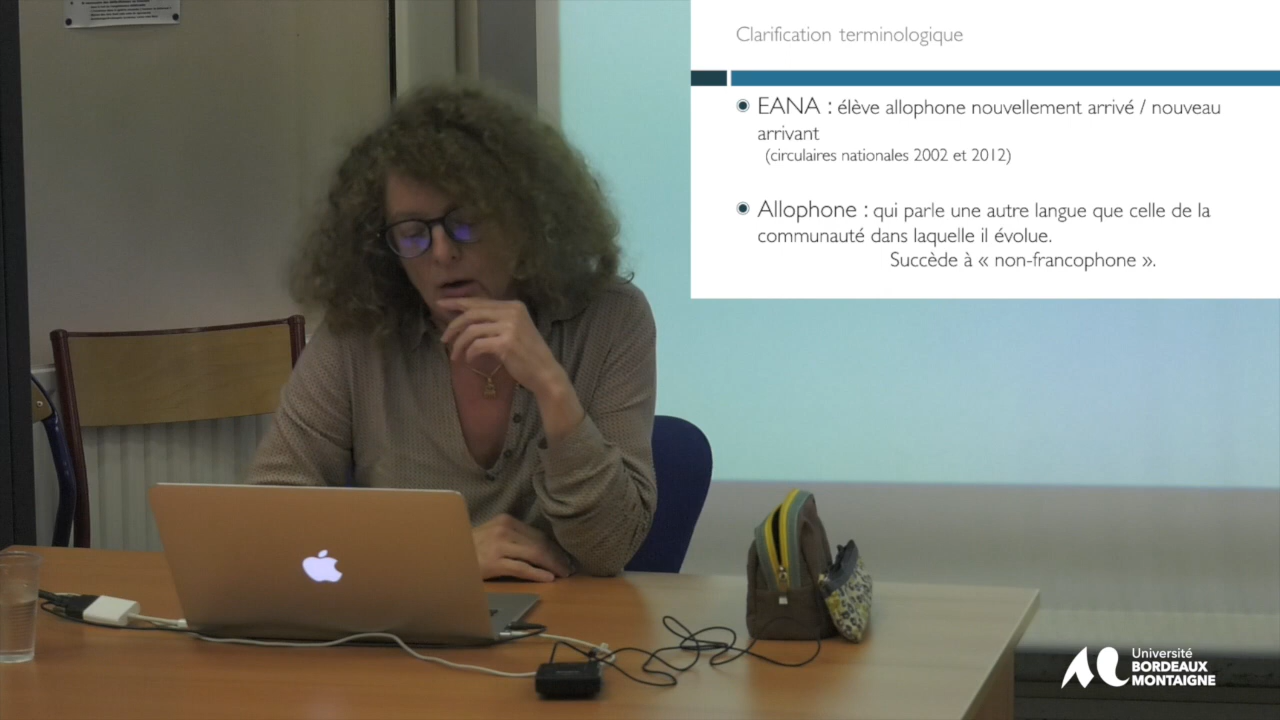 Clarification terminologique
EANA : élève allophone nouvellement arrivé / nouveau
arrivant
(circulaires nationales 2002 et 2012)
Allophone : qui parle une autre langue que celle de la
communauté dans laquelle il évolue.
Succède à « non-francophone ».
Université
BORDEAUX
MONTAIGNE